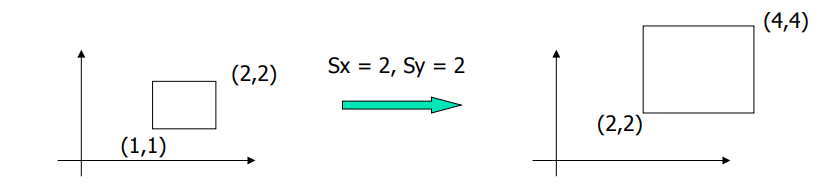 (2,2)
(1,1)
Sx = 2, Sy = 2
(4,4)
(2,2)